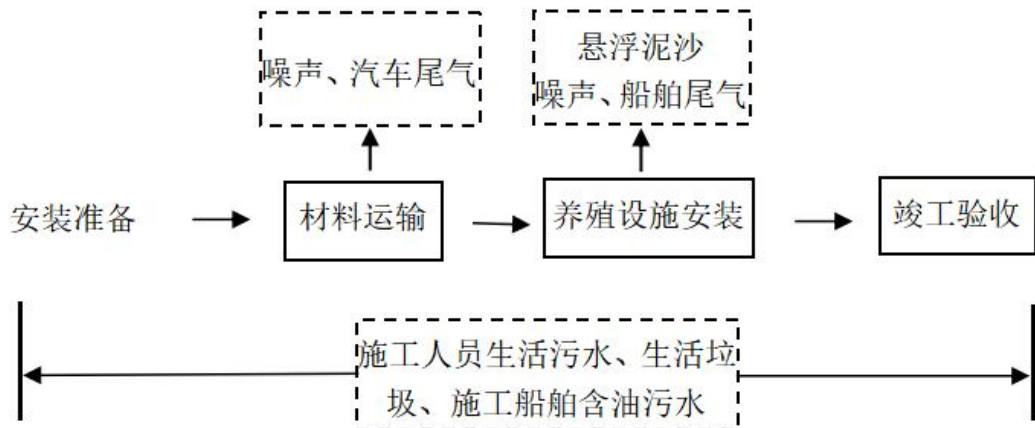 噪声、汽车尾气
悬浮泥沙
噪声、船舶尾气
安装准备
材料运输
养殖设施安装
竣工验收
施工人员生活污水、生活垃
圾、施工船舶含油污水